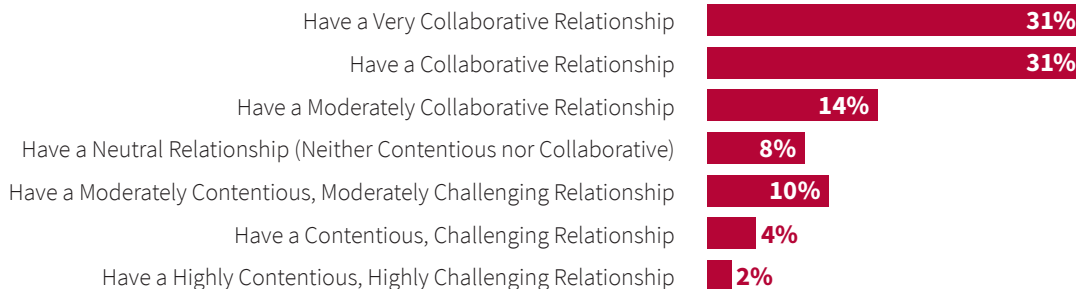 Have a Very Collaborative Relationship 31%
Have a Collaborative Relationship 31%
Have a Moderately Collaborative Relationship 14%
Have a Neutral Relationship (Neither Contentious nor Collaborative) 8%
Have a Moderately Contentious, Moderately Challenging Relationship 10%
Have a Contentious, Challenging Relationship 4%
Have a Highly Contentious, Highly Challenging Relationship 2%